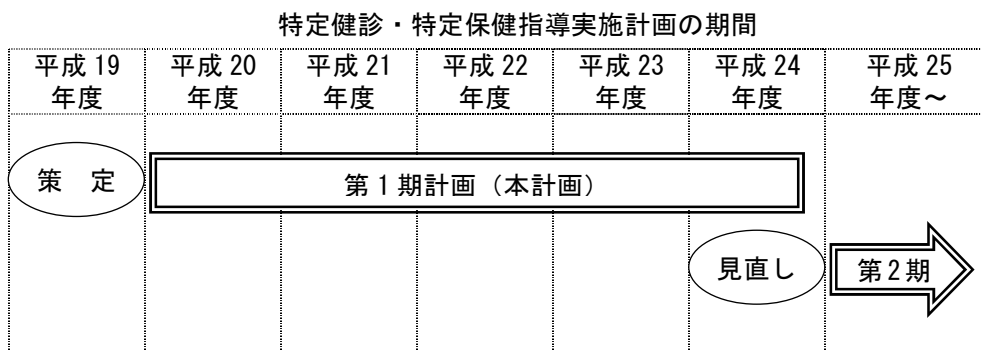 特定健診・特定保健指導実施計画の期間
平成 19 平成 20 平成 21 平成 22 平成 23 平成 24 平成 25
年度 年度 年度 年度 年度 年度 年度～
策 定
第 1 期計画（本計画）
見直し
第 2 期